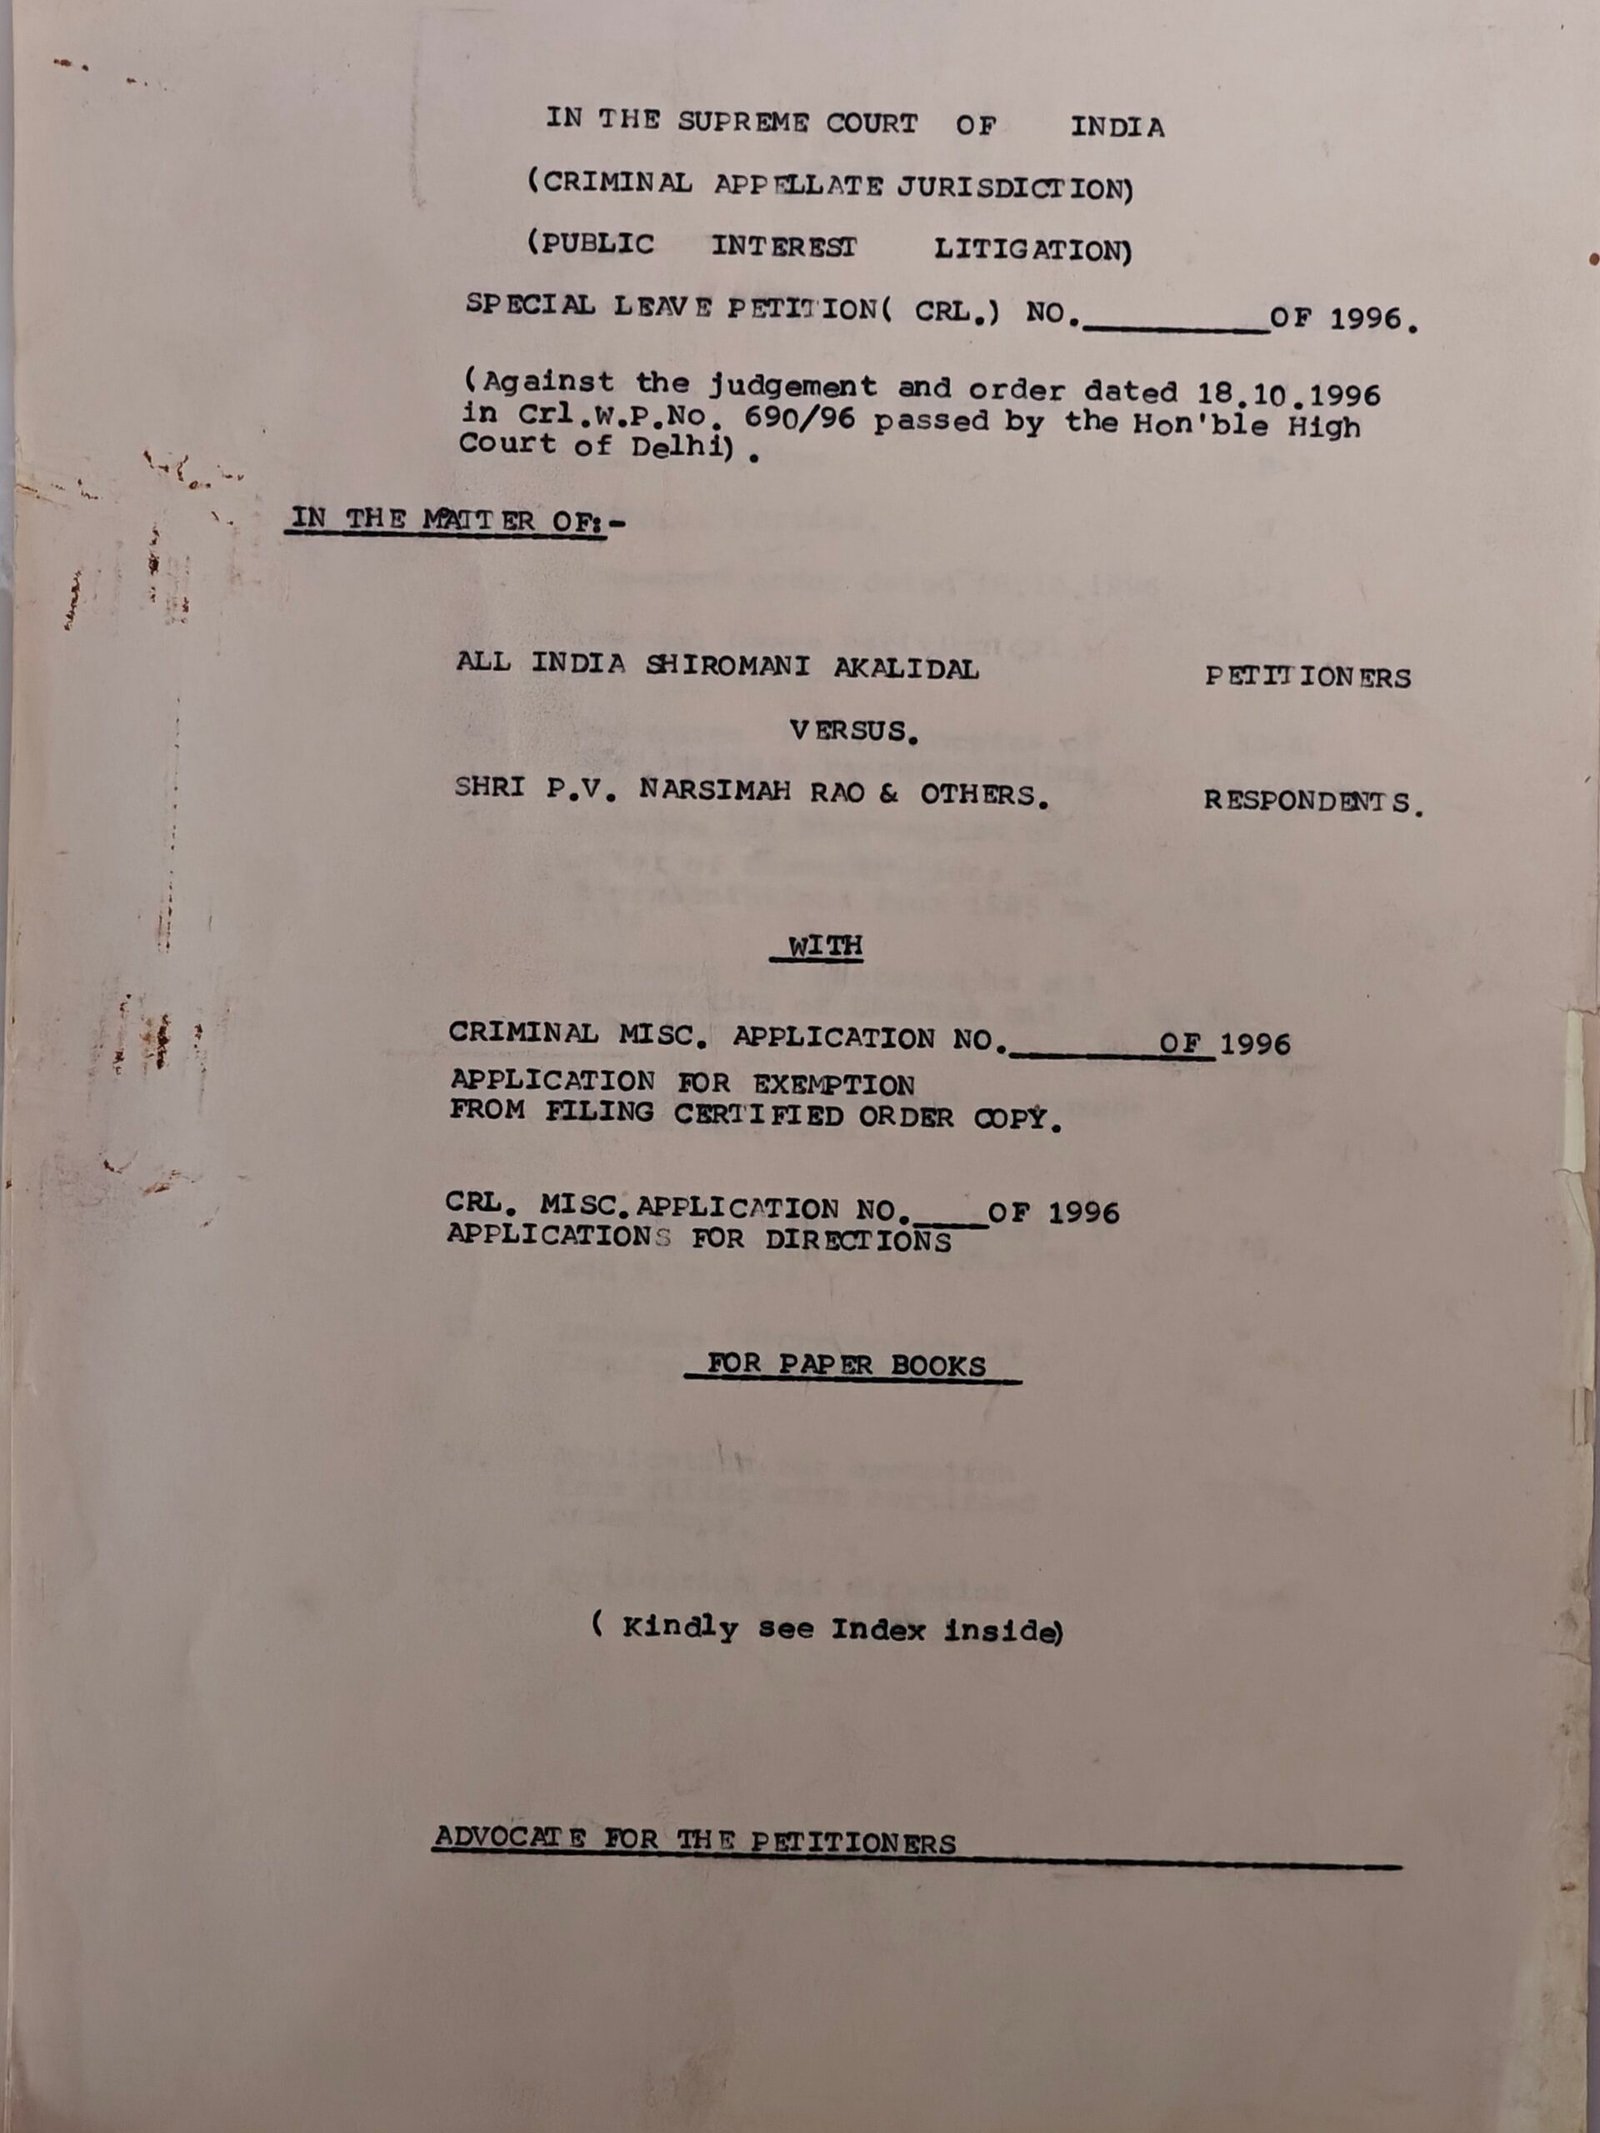 IN THE SUPREME COURT OF INDIA
(CRIMINAL APPELLATE JURISDICTION)
(PUBLIC INTEREST LITIGATION)
SPECIAL LEAVE PETITION( CRL.) NO.__________OF 1996.
(Against the judgement and order dated 18.10.1996
in Crl.W.P.No. 690/96 passed by the Hon'ble High
Court of Delhi).
IN THE MATTER OF:-
ALL INDIA SHIROMANI AKALIDAL PETITIONERS
VERSUS.
SHRI P.V. NARSIMAH RAO & OTHERS. RESPONDENTS.
WITH
CRIMINAL MISC. APPLICATION NO.________OF 1996
APPLICATION FOR EXEMPTION
FROM FILING CERTIFIED ORDER COPY.
CRL. MISC.APPLICATION NO.____OF 1996
APPLICATIONS FOR DIRECTIONS
FOR PAPER BOOKS
( Kindly see Index inside)
ADVOCATE FOR THE PETITIONERS